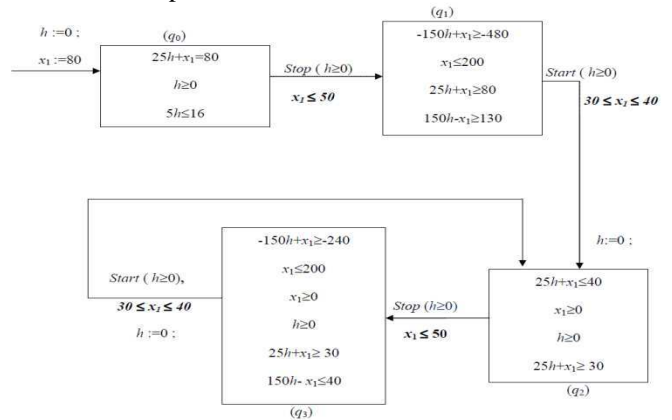 h :=0 ;
x₁ :=80
(q₀)
25h+x₁=80
h≥0
5h≤16
Stop ( h≥0)
x₁ ≤ 50
(q₁)
-150h+x₁≥-480
x₁≤200
25h+x₁≥80
150h-x₁≥130
Start ( h≥0)
30 ≤ x₁ ≤ 40
h:=0 ;
Start ( h≥0),
30 ≤ x₁ ≤ 40
h :=0 ;
-150h+x₁≥-240
x₁≤200
x₁≥0
h≥0
25h+x₁≥ 30
150h- x₁≤40
(q₃)
Stop (h≥0)
x₁ ≤ 50
25h+x₁≤40
x₁≥0
h≥0
25h+x₁≥ 30
(q₂)